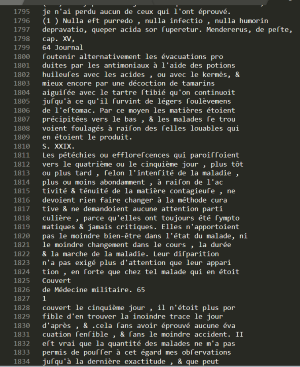 1795 je n'ai perdu aucun de ceux qui l'ont éprouvé.
1796 (1 ) Nulla eft purredo , nulla infectio , nulla humorin
1797 depravatio, queper acida sor fuperetur. Mendererus, de pefte,
1798 cap. XV,
1799 64 Journal
1800 foutenir alternativement les évacuations pro
1801 duites par les antimoniaux à l'aide des potions
1802 huileufes avec les acides , ou avec le kermés, &
1803 mieux encore par une décoction de tamarins
1804 aiguifée avec le tartre ftibié qu'on continuoit
1805 jufqu'à ce qu'il furvint de légers foulèvemens
1806 de l'eftomac. Par ce moyen les matières étoient
1807 précipitées vers le bas , & les malades fe trou
1808 voient foulagés à raifon des felles louables qui
1809 en étoient le produit.
1810 S. XXIX.
1811 Les pétéchies ou efflorefcences qui paroiffoient
1812 vers le quatrième ou le cinquième jour , plus tôt
1813 ou plus tard , felon l'intenfité de la maladie ,
1814 plus ou moins abondamment , à raifon de l'ac
1815 tivité & ténuité de la matière contagieufe , ne
1816 devoient rien faire changer à la méthode cura
1817 tive & ne demandoient aucune attention parti
1818 culière , parce qu'elles ont toujours été fympto
1819 matiques & jamais critiques. Elles n'apportoient
1820 pas le moindre bien-être dans l'état du malade, ni
1821 le moindre changement dans le cours , la durée
1822 & la marche de la maladie. Leur difparition
1823 n'a pas exigé plus d'attention que leur appari
1824 tion , en forte que chez tel malade qui en étoit
1825 Couvert
1826 de Médecine militaire. 65
1827 1
1828 couvert le cinquième jour , il n'étoit plus por
1829 fible d'en trouver la inoindre trace le jour
1830 d'après , & .cela fans avoir éprouvé aucune éva
1831 cuation fenfible , & fans le moindre accident. II
1832 eft vrai que la quantité des malades ne m'a pas
1833 permis de pouffer à cet égard mes obfervations
1834 jufqu'à la dernière exactitude , & que peut